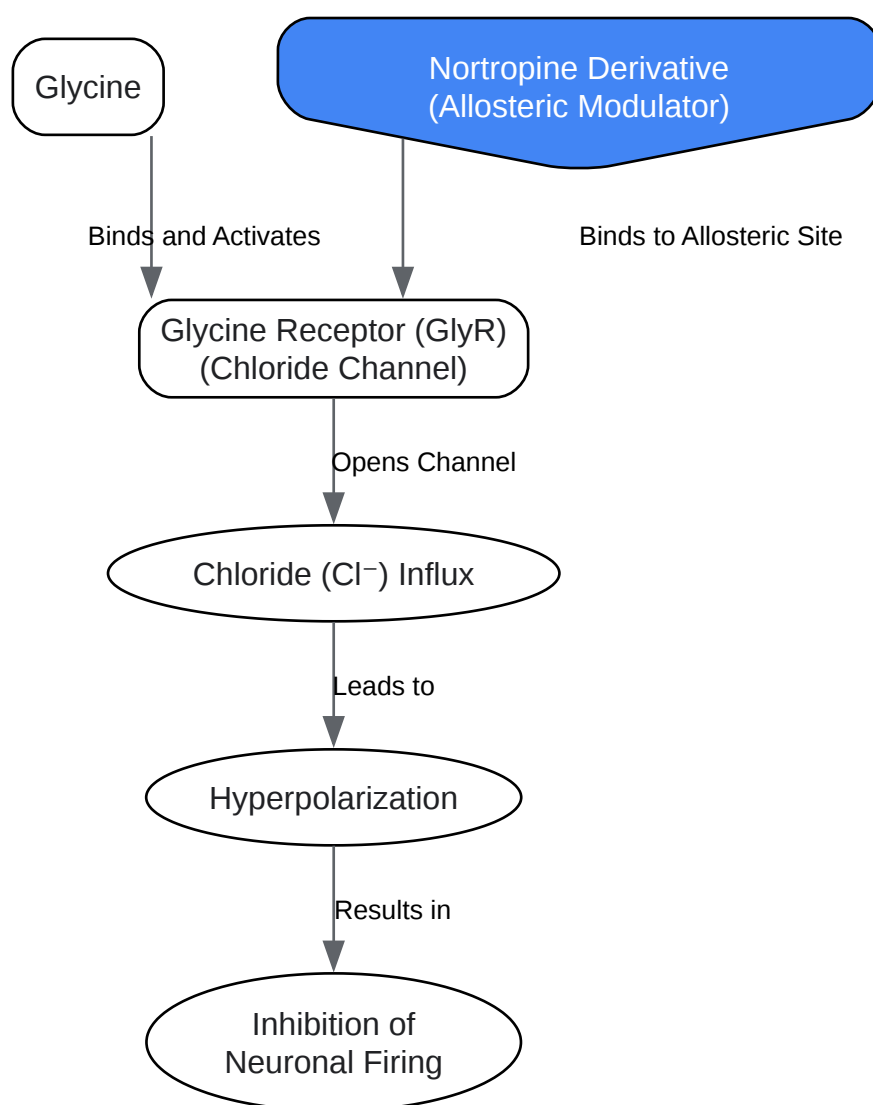 Glycine
Nortropine Derivative
(Allosteric Modulator)
Binds and Activates
Binds to Allosteric Site
Glycine Receptor (GlyR)
(Chloride Channel)
Opens Channel
Chloride (Cl⁻) Influx
Leads to
Hyperpolarization
Results in
Inhibition of
Neuronal Firing